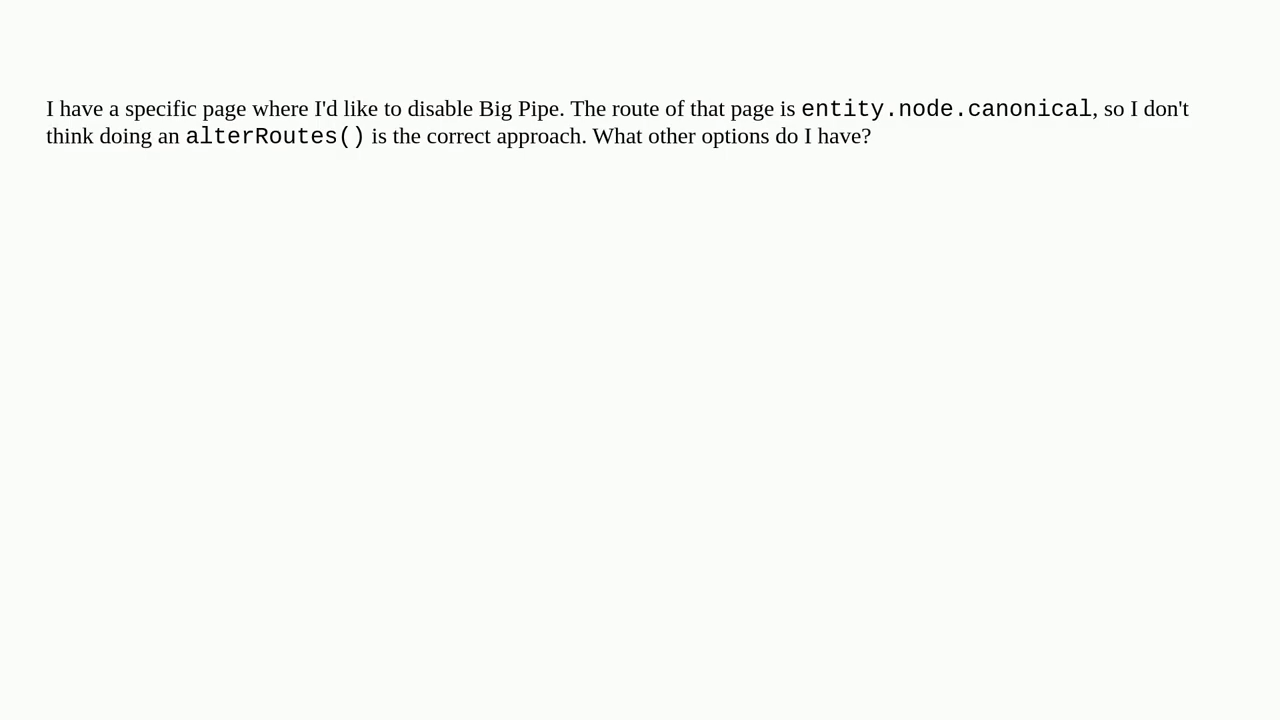 I have a specific page where I'd like to disable Big Pipe. The route of that page is entity.node.canonical, so I don't
think doing an alterRoutes() is the correct approach. What other options do I have?